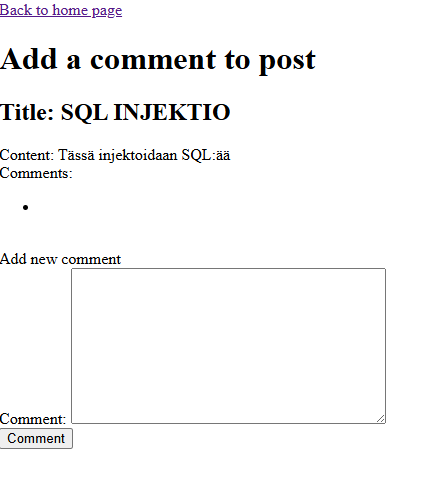 Back to home page
Add a comment to post
Title: SQL INJEKTIO
Content: Tässä injektoidaan SQL:ää
Comments:
Add new comment
Comment:
Comment